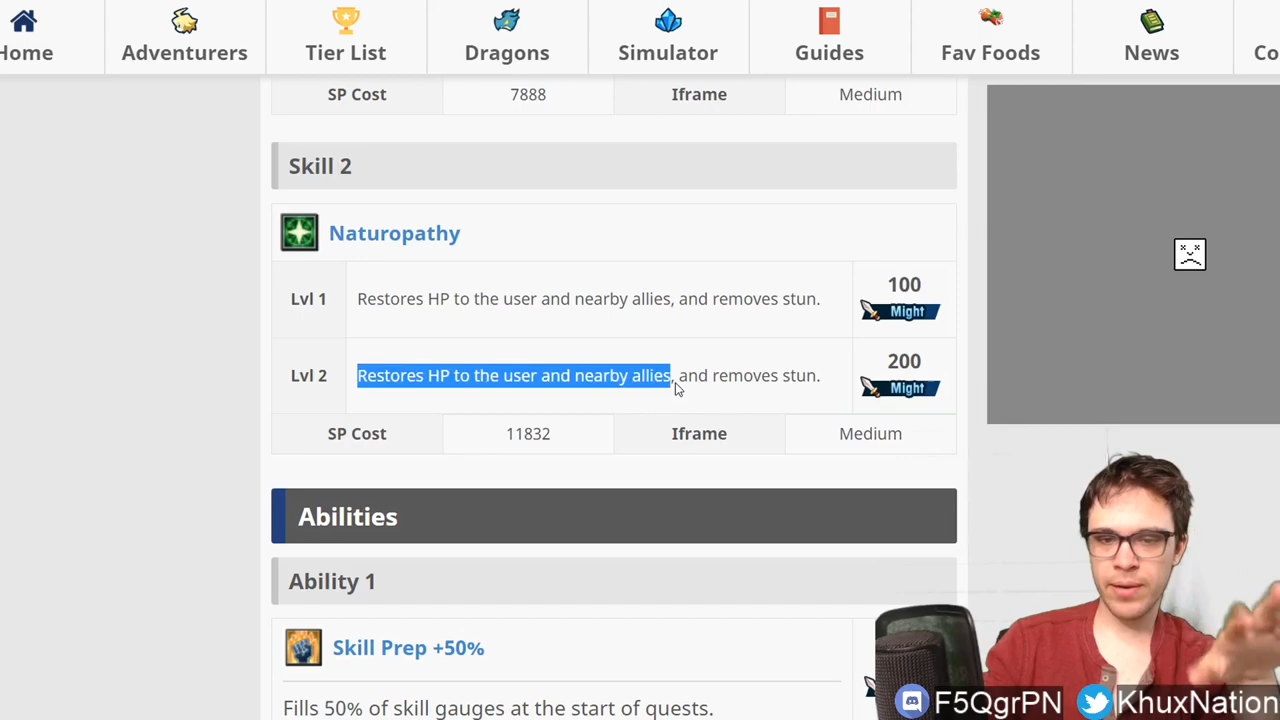 Home
Adventurers
Tier List
Dragons
Simulator
Guides
Fav Foods
News
Co
SP Cost 7888 Iframe Medium
Skill 2
Naturopathy
Lvl 1 Restores HP to the user and nearby allies, and removes stun. 100 Might
Lvl 2 Restores HP to the user and nearby allies, and removes stun. 200 Might
SP Cost 11832 Iframe Medium
Abilities
Ability 1
Skill Prep +50%
Fills 50% of skill gauges at the start of quests.
F5QgrPN KhuxNation